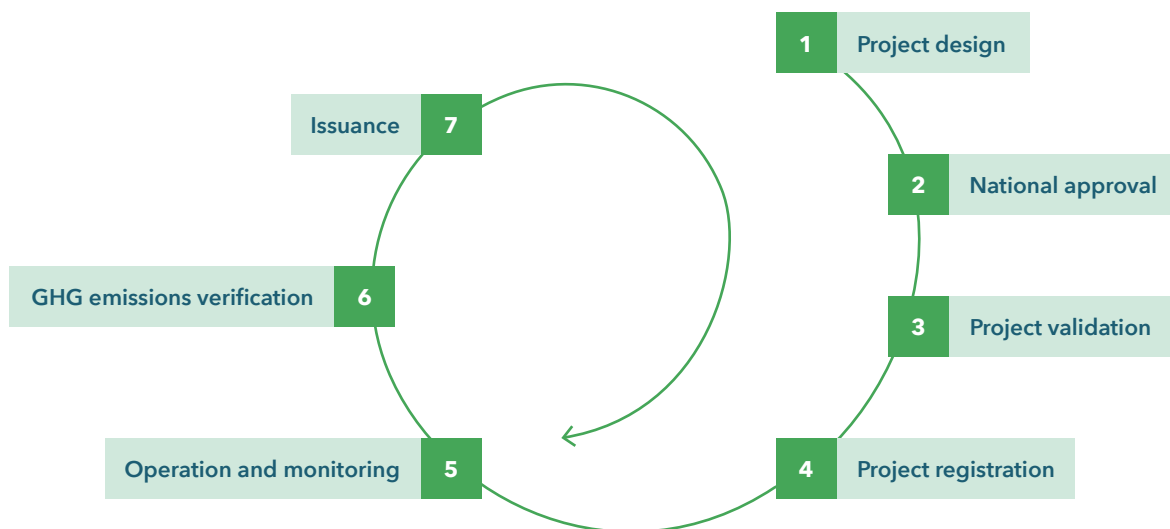 1 Project design
2 National approval
3 Project validation
4 Project registration
5 Operation and monitoring
6 GHG emissions verification
7 Issuance